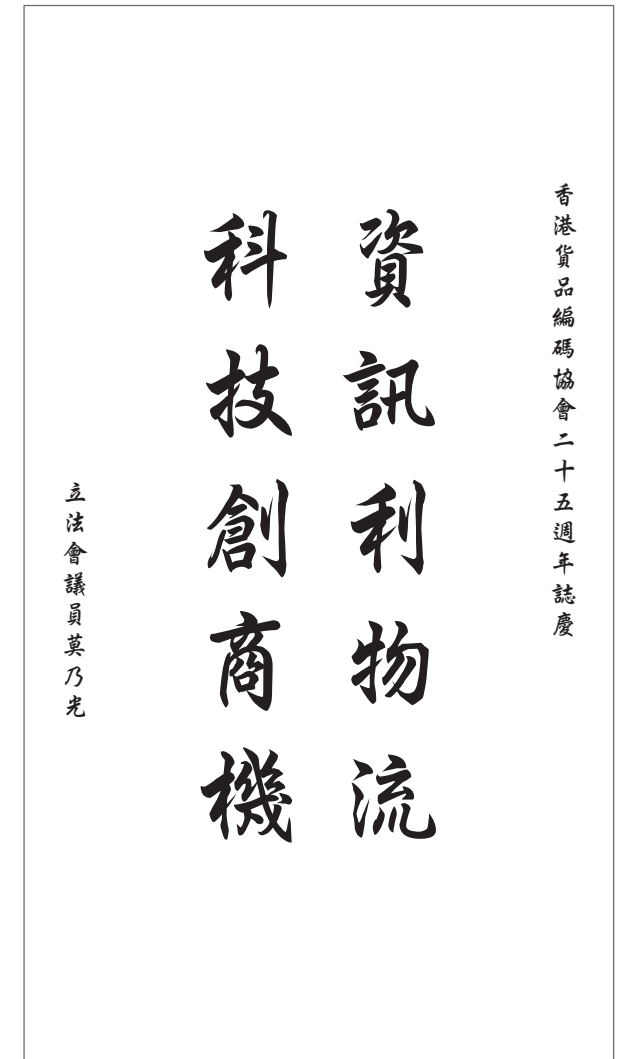 香港貨品編碼協會二十五週年誌慶
資訊利物流
科技創商機
立法會議員莫乃光